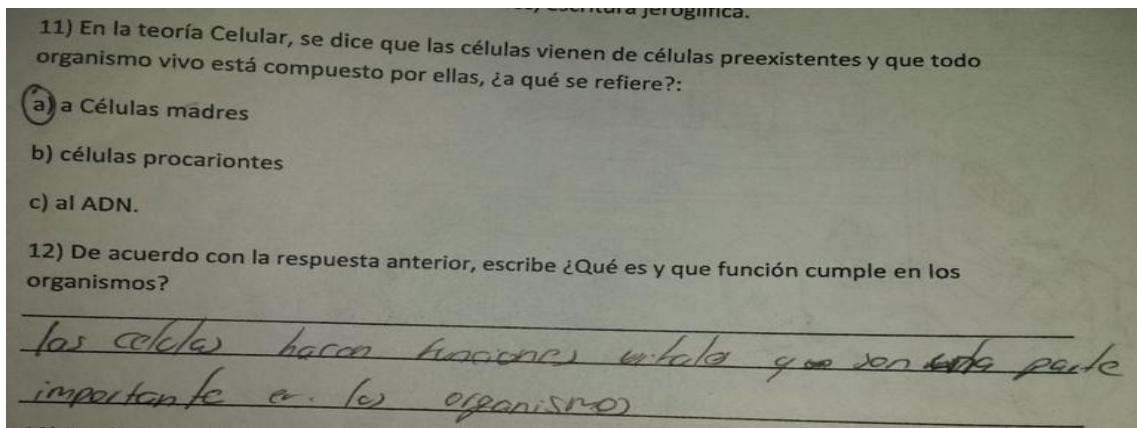 escritura jeroglífica.
11) En la teoría Celular, se dice que las células vienen de células preexistentes y que todo
organismo vivo está compuesto por ellas, ¿a qué se refiere?:
a) a Células madres
b) células procariontes
c) al ADN.
12) De acuerdo con la respuesta anterior, escribe ¿Qué es y que función cumple en los
organismos?
las celulas hacen funciones vitales y son parte
importante en los organismos